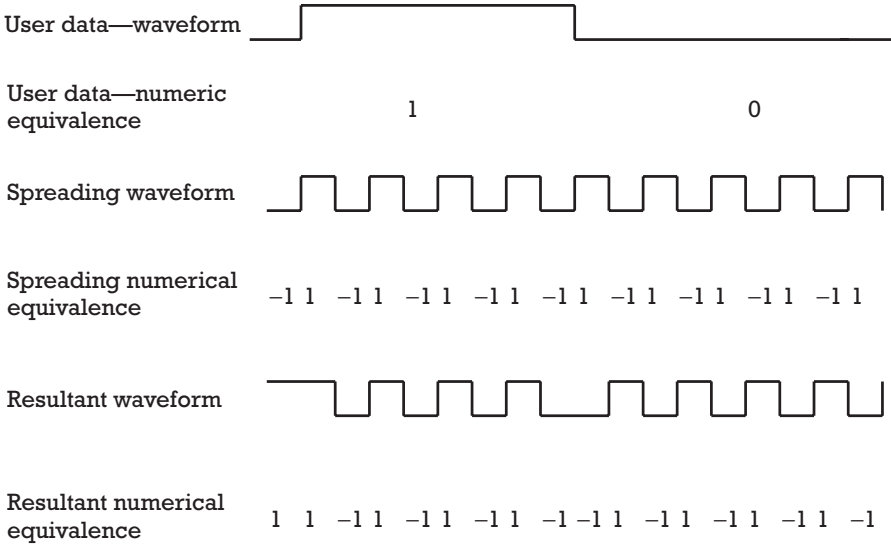 User data—waveform
User data—numeric
equivalence
1 0
Spreading waveform
Spreading numerical
equivalence
–1 1 –1 1 –1 1 –1 1 –1 1 –1 1 –1 1 –1 1 –1 1
Resultant waveform
Resultant numerical
equivalence
1 1 –1 1 –1 1 –1 1 –1 –1 1 –1 1 –1 1 –1 1 –1